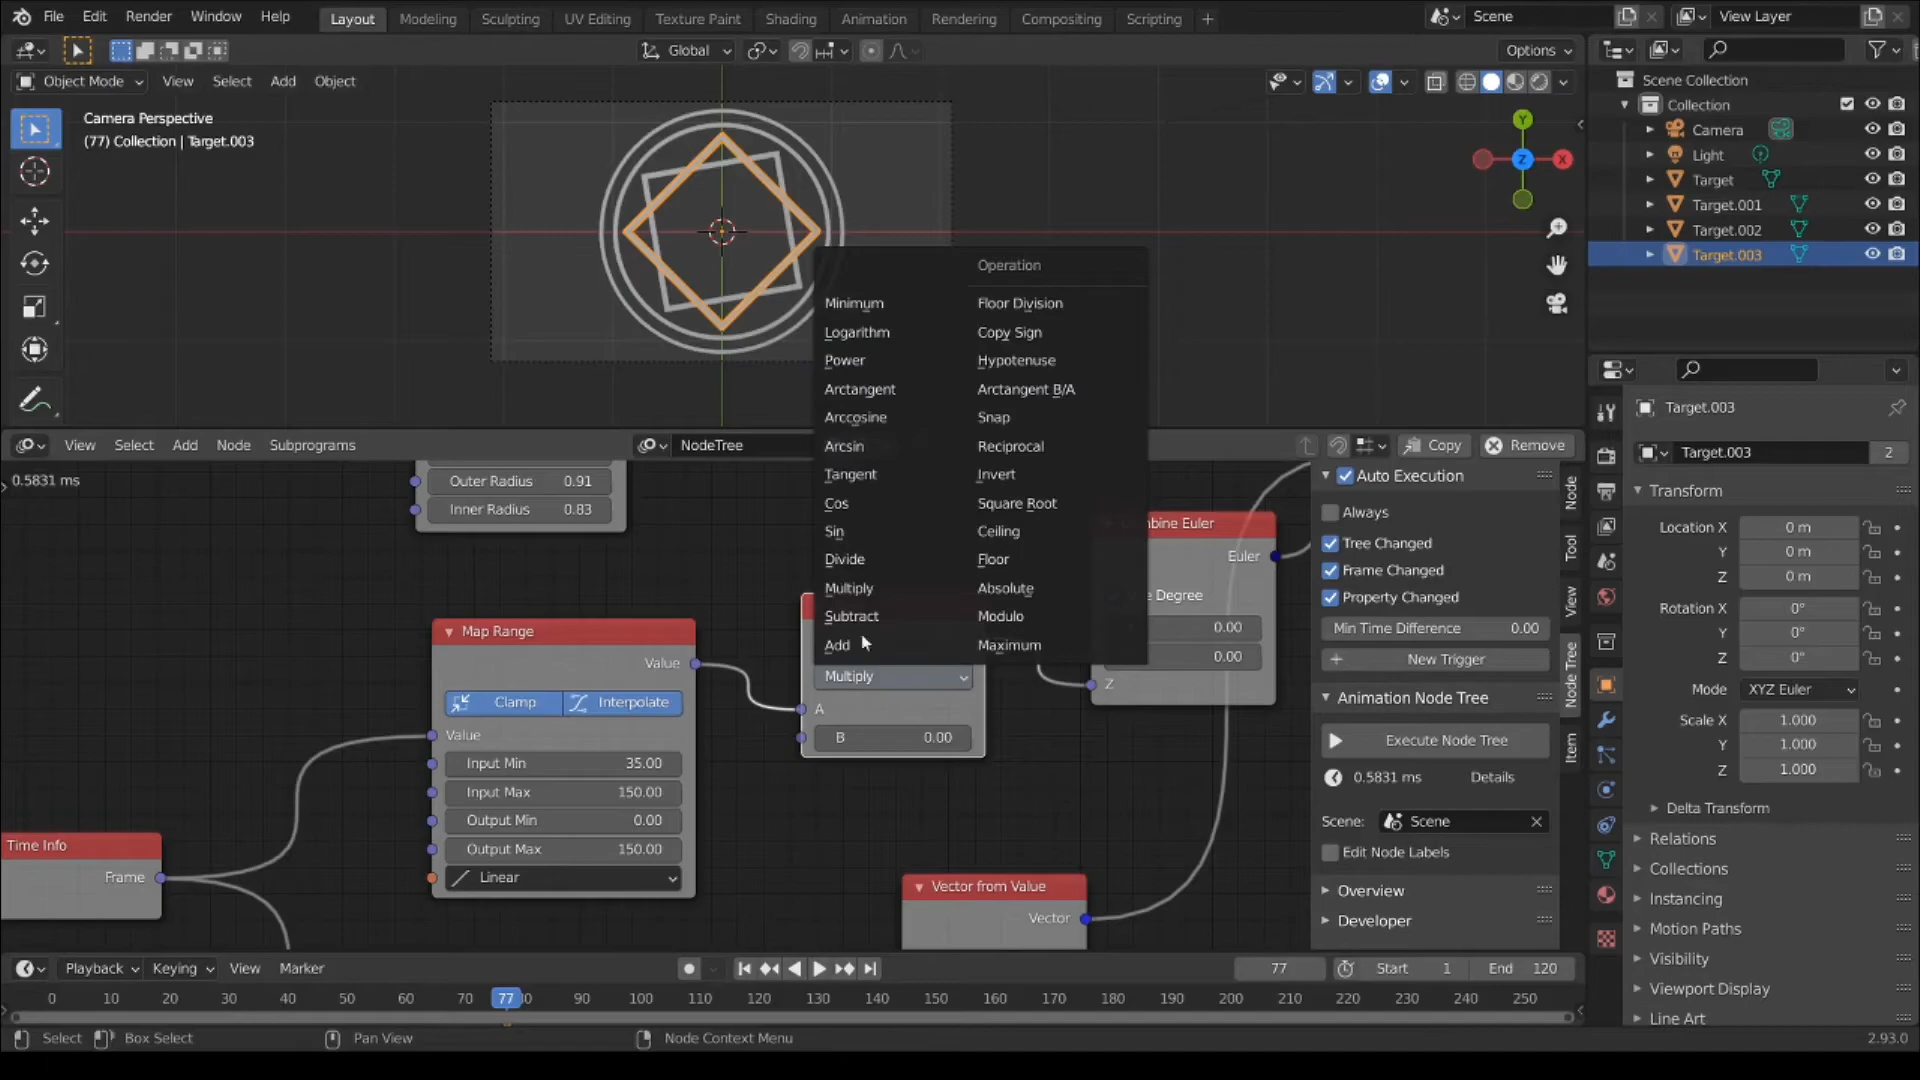 File Edit Render Window Help Layout Modeling Sculpting UV Editing Texture Paint Shading Animation Rendering Compositing Scripting + Scene View Layer
Global Options
Object Mode View Select Add Object
Camera Perspective
(77) Collection | Target.003
Y
Z
X
Scene Collection
Collection
Camera
Light
Target
Target.001
Target.002
Target.003
Operation
Minimum Floor Division
Logarithm Copy Sign
Power Hypotenuse
Arctangent Arctangent B/A
Arccosine Snap
Arcsin Reciprocal
Tangent Invert
Cos Square Root
Sin Ceiling
Divide Floor
Multiply Absolute
Subtract Modulo
Add Maximum
Multiply
A
B 0.00
View Select Add Node Subprograms NodeTree Copy Remove
0.5831 ms
Outer Radius 0.91
Inner Radius 0.83
Map Range
Value
Clamp Interpolate
Value
Input Min 35.00
Input Max 150.00
Output Min 0.00
Output Max 150.00
Linear
Time Info
Frame
Euler
Degree
0.00
0.00
Z
Vector from Value
Vector
Auto Execution
Always
Tree Changed
Frame Changed
Property Changed
Min Time Difference 0.00
New Trigger
Animation Node Tree
Execute Node Tree
0.5831 ms Details
Scene: Scene
Edit Node Labels
Overview
Developer
Node
Tool
View
Node Tree
Item
Target.003
Target.003 2
Transform
Location X 0 m
Y 0 m
Z 0 m
Rotation X 0°
Y 0°
Z 0°
Mode XYZ Euler
Scale X 1.000
Y 1.000
Z 1.000
Delta Transform
Relations
Collections
Instancing
Motion Paths
Visibility
Viewport Display
Line Art
Playback Keying View Marker 77 Start 1 End 120
0 10 20 30 40 50 60 70 77 90 100 110 120 130 140 150 160 170 180 190 200 210 220 230 240 250
Select Box Select Pan View Node Context Menu 2.93.0